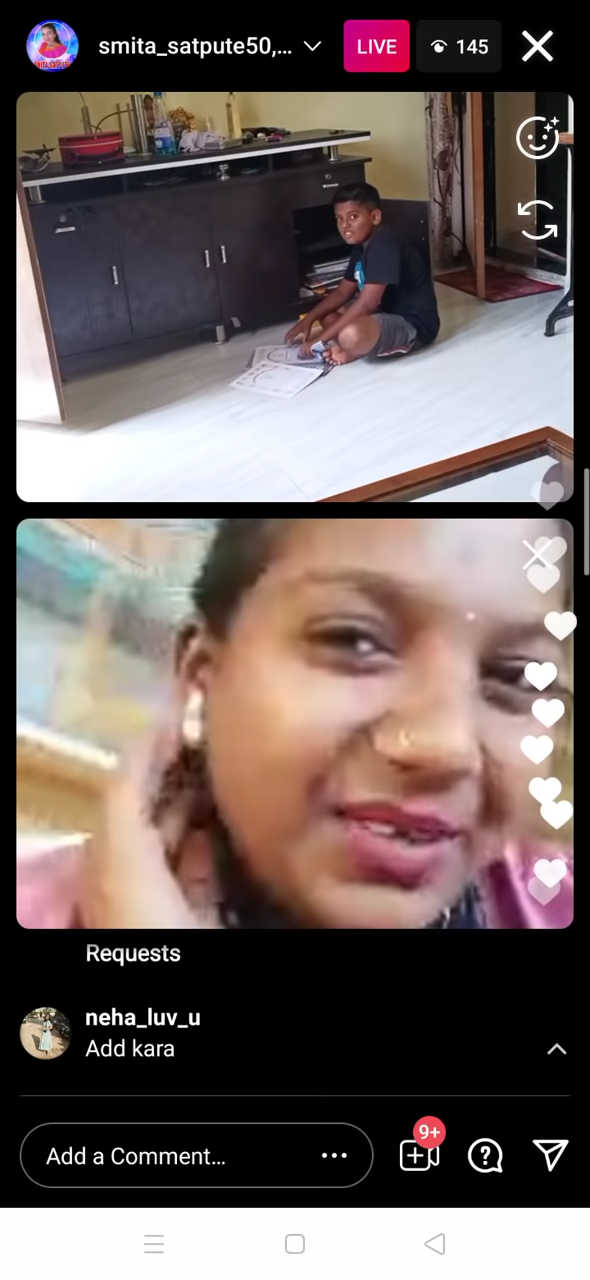 smita_satpute50,...
LIVE
145
Requests
neha_luv_u
Add kara
9+
Add a Comment...